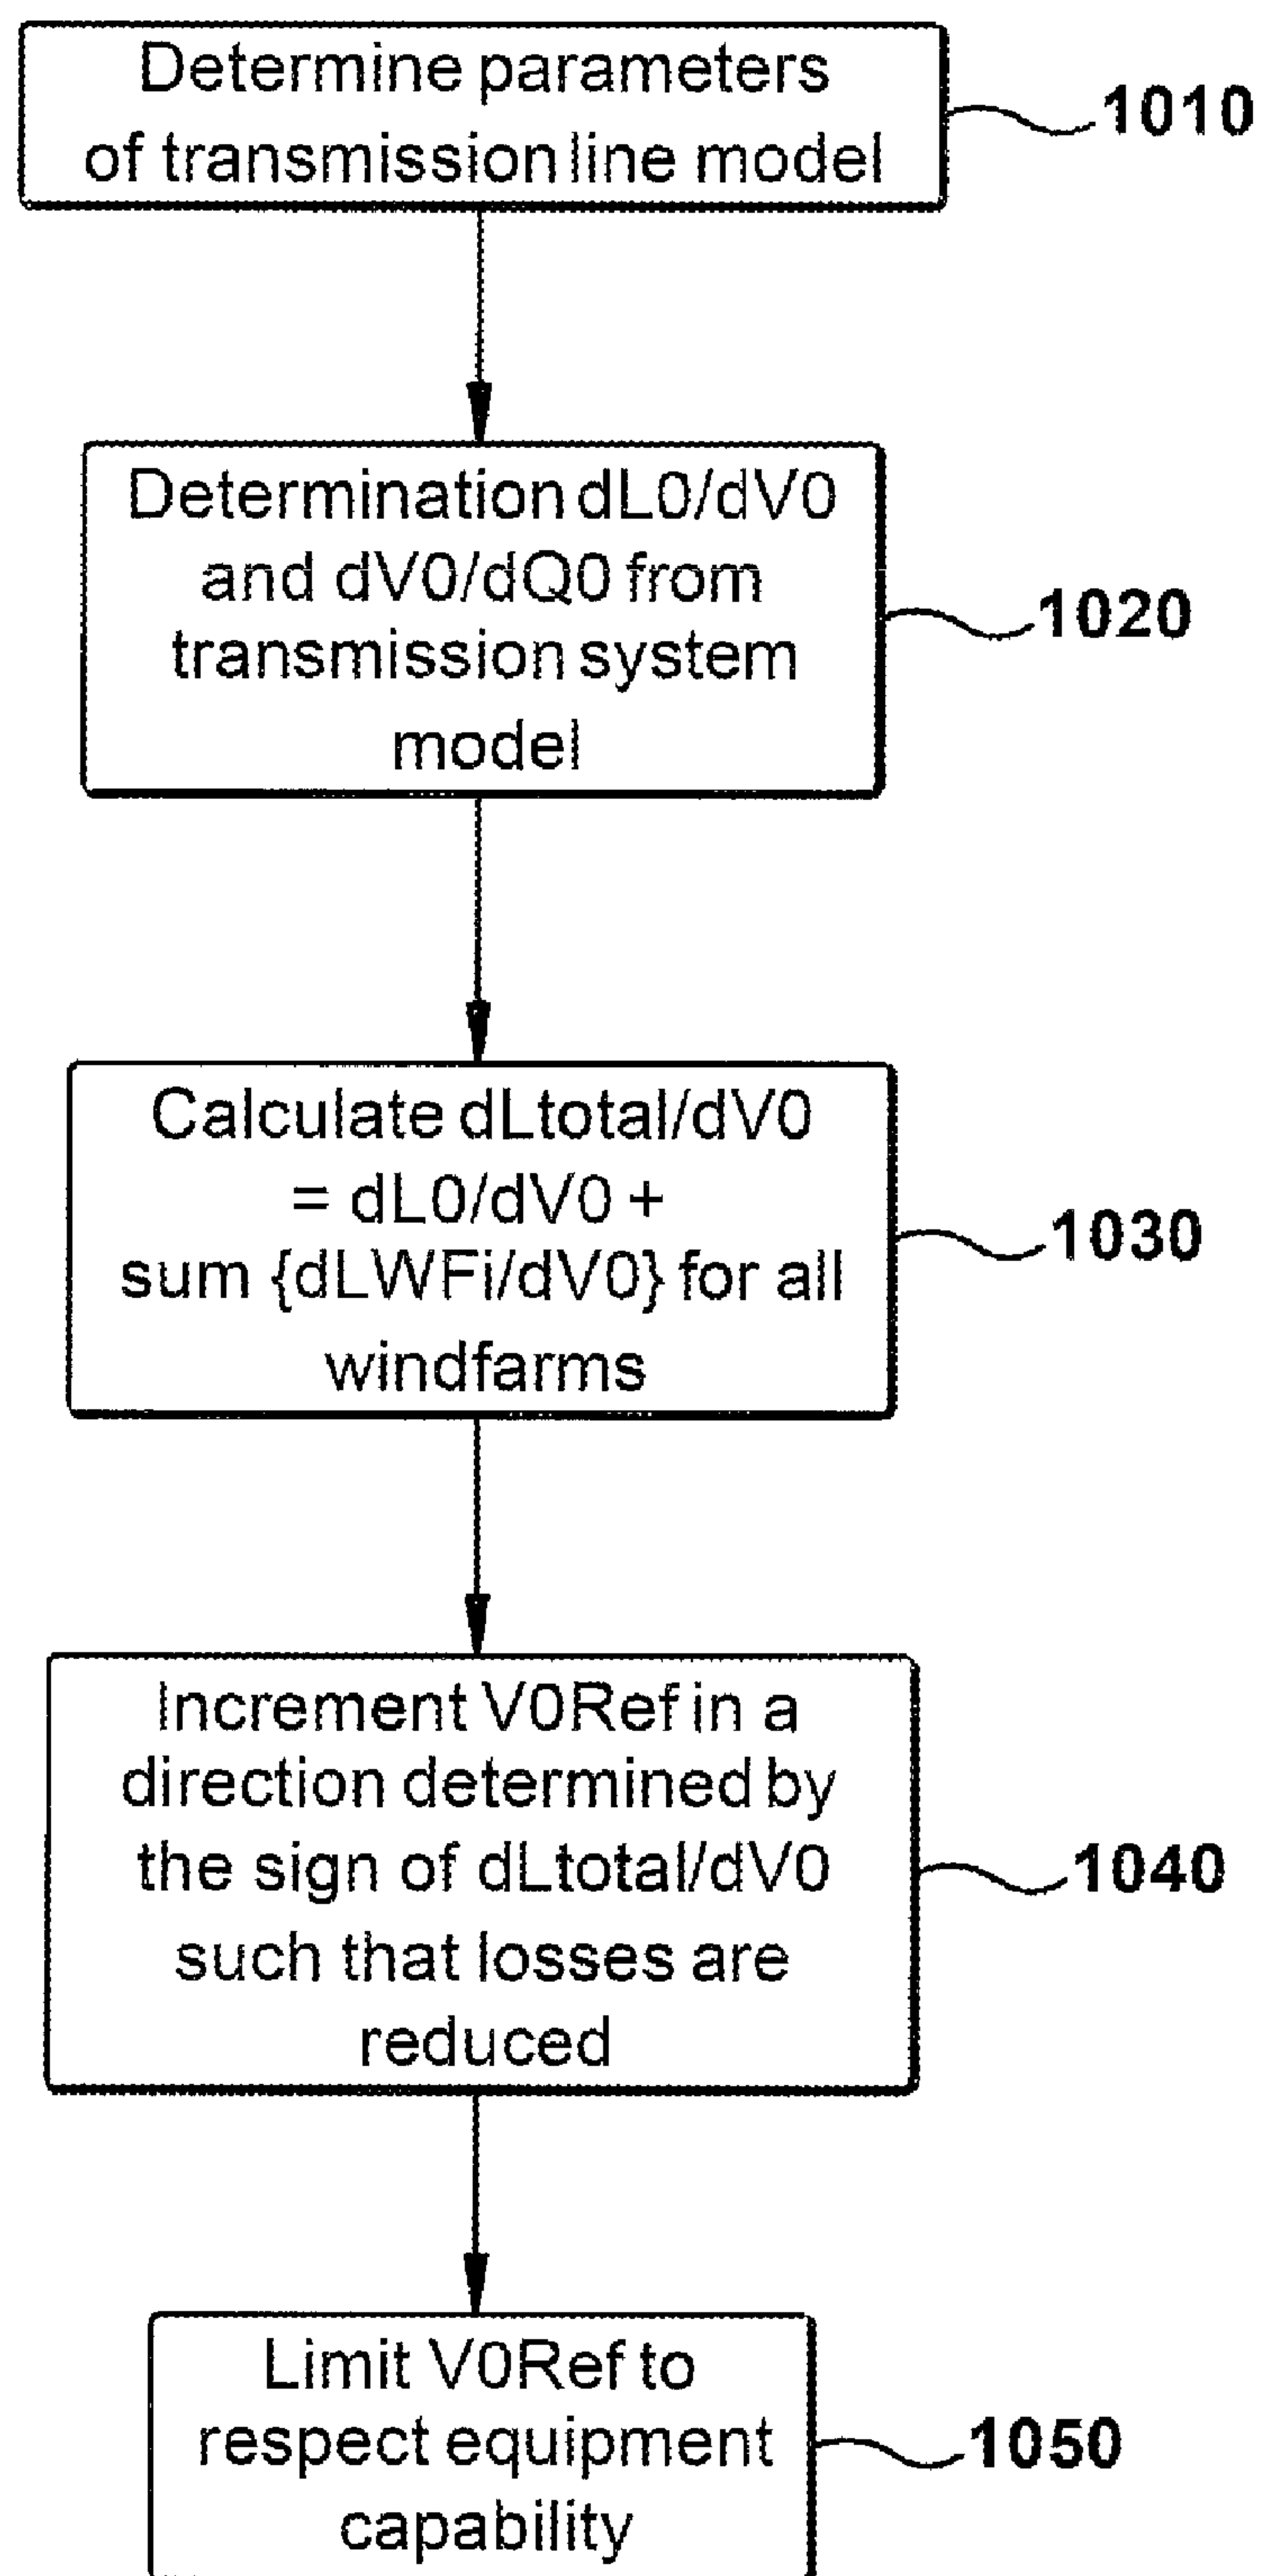 Determine parameters
of transmission line model
1010
Determination dL0/dV0
and dV0/dQ0 from
transmission system
model
1020
Calculate dLtotal/dV0
= dL0/dV0 +
sum {dLWFi/dV0} for all
windfarms
1030
Increment V0Ref in a
direction determined by
the sign of dLtotal/dV0
such that losses are
reduced
1040
Limit V0Ref to
respect equipment
capability
1050